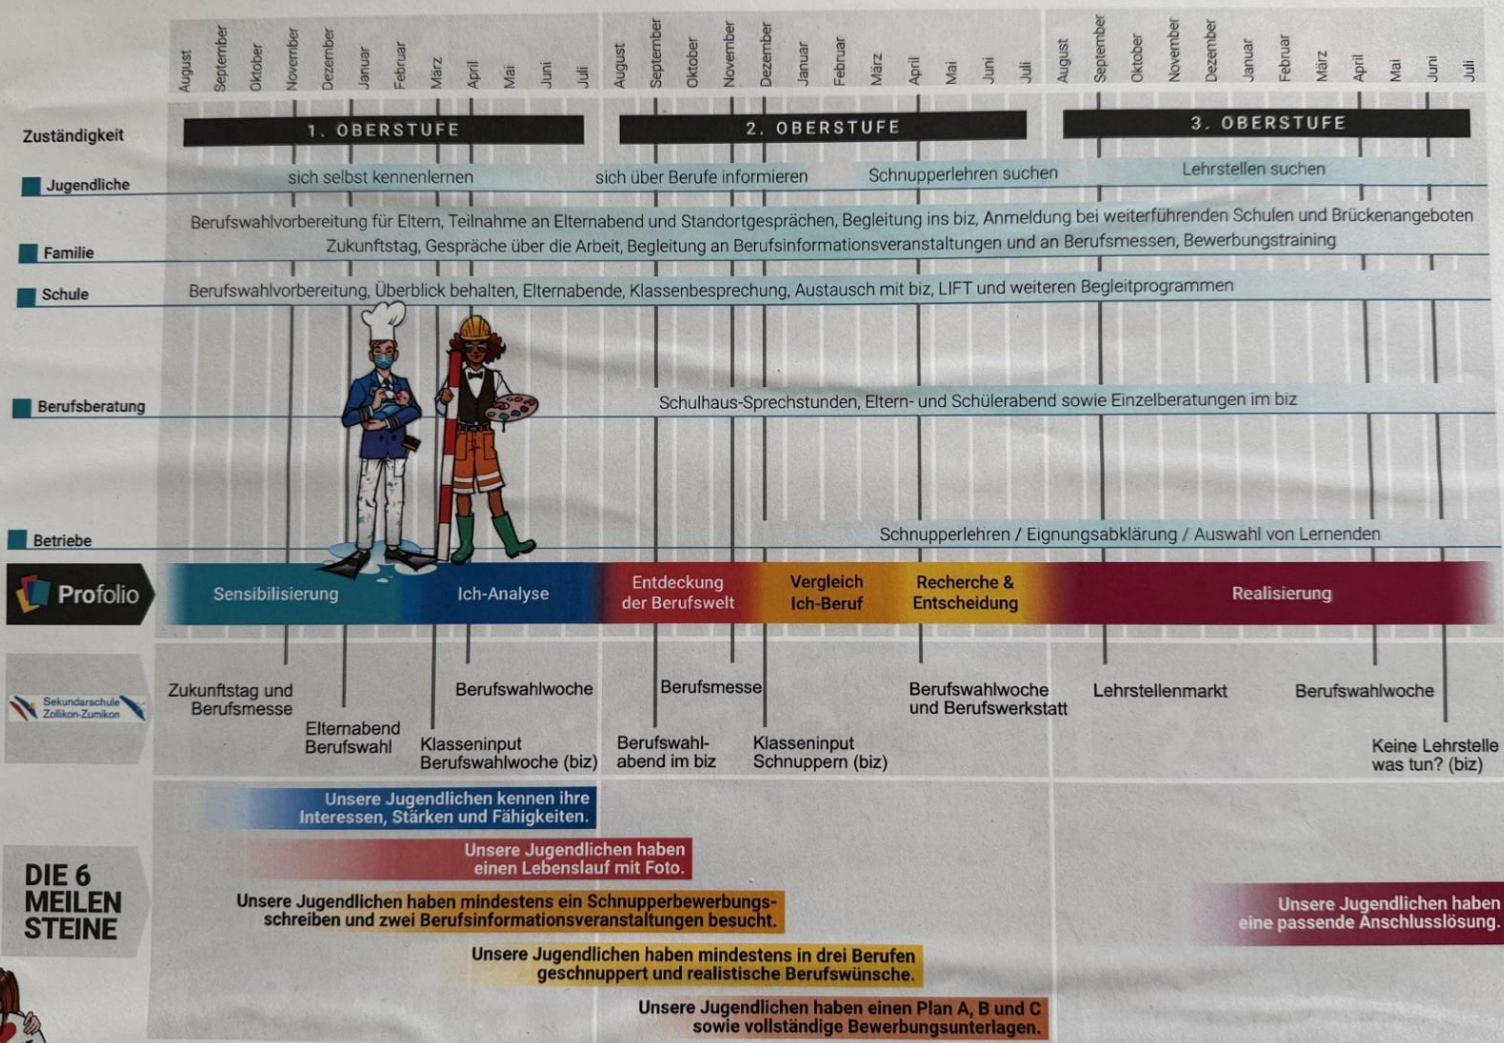 August September Oktober November Dezember Januar Februar März April Mai Juni Juli August September Oktober November Dezember Januar Februar März April Mai Juni Juli August September Oktober November Dezember Januar Februar März April Mai Juni Juli
Zuständigkeit
1. OBERSTUFE
2. OBERSTUFE
3. OBERSTUFE
Jugendliche
sich selbst kennenlernen
sich über Berufe informieren
Schnupperlehren suchen
Lehrstellen suchen
Familie
Berufswahlvorbereitung für Eltern, Teilnahme an Elternabend und Standortgesprächen, Begleitung ins biz, Anmeldung bei weiterführenden Schulen und Brückenangeboten
Zukunftstag, Gespräche über die Arbeit, Begleitung an Berufsinformationsveranstaltungen und an Berufsmessen, Bewerbungstraining
Schule
Berufswahlvorbereitung, Überblick behalten, Elternabende, Klassenbesprechung, Austausch mit biz, LIFT und weiteren Begleitprogrammen
Berufsberatung
Schulhaus-Sprechstunden, Eltern- und Schülerabend sowie Einzelberatungen im biz
Betriebe
Schnupperlehren / Eignungsabklärung / Auswahl von Lernenden
Profolio
Sensibilisierung
Ich-Analyse
Entdeckung
der Berufswelt
Vergleich
Ich-Beruf
Recherche &
Entscheidung
Realisierung
Sekundarschule
Zollikon-Zumikon
Zukunftstag und
Berufsmesse
Elternabend
Berufswahl
Klasseninput
Berufswahlwoche (biz)
Berufswahlwoche
Berufswahl-
abend im biz
Berufsmesse
Klasseninput
Schnuppern (biz)
Berufswahlwoche
und Berufswerkstatt
Lehrstellenmarkt
Berufswahlwoche
Keine Lehrstelle
was tun? (biz)
DIE 6
MEILEN
STEINE
Unsere Jugendlichen kennen ihre
Interessen, Stärken und Fähigkeiten.
Unsere Jugendlichen haben
einen Lebenslauf mit Foto.
Unsere Jugendlichen haben mindestens ein Schnupperbewerbungs-
schreiben und zwei Berufsinformationsveranstaltungen besucht.
Unsere Jugendlichen haben mindestens in drei Berufen
geschnuppert und realistische Berufswünsche.
Unsere Jugendlichen haben einen Plan A, B und C
sowie vollständige Bewerbungsunterlagen.
Unsere Jugendlichen haben
eine passende Anschlusslösung.